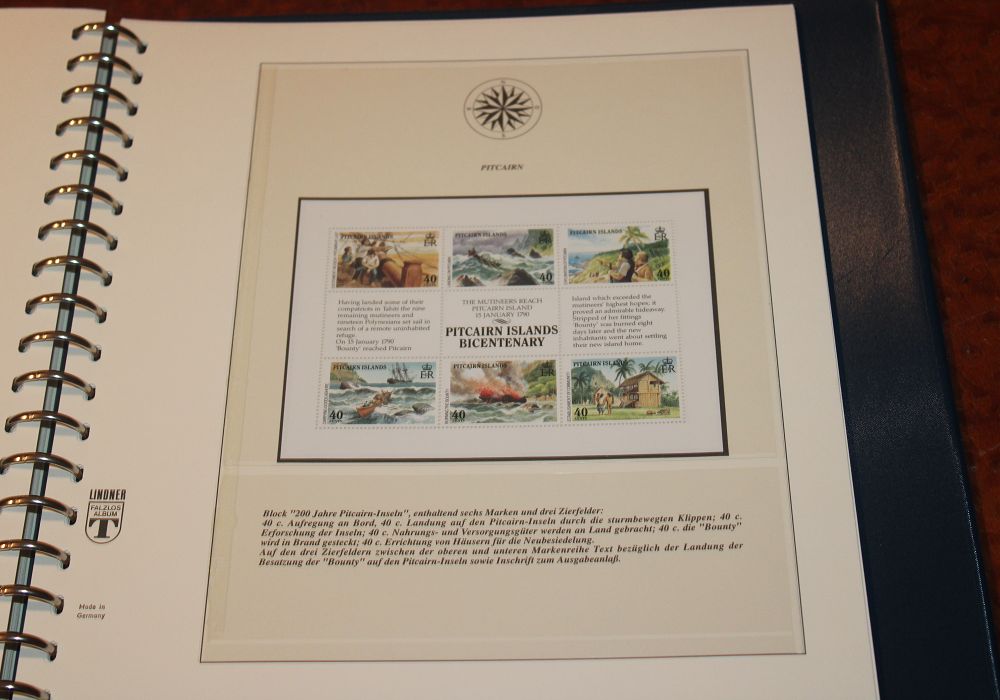 PITCAIRN
PITCAIRN ISLANDS
40
CENTS
PITCAIRN ISLANDS
40
CENTS
PITCAIRN ISLANDS
40
CENTS
Having landed some of their
compatriots in Tahiti the nine
remaining mutineers and
nineteen Polynesians set sail in
search of a remote uninhabited
refuge.
On 15 January 1790
'Bounty' reached Pitcairn
THE MUTINEERS REACH
PITCAIRN ISLAND
15 JANUARY 1790
PITCAIRN ISLANDS
BICENTENARY
Island which exceeded the
mutineers' highest hopes; it
proved an admirable hideaway.
Stripped of her fittings
'Bounty' was burned eight
days later and the new
inhabitants went about settling
their new island home.
PITCAIRN ISLANDS
40
CENTS
PITCAIRN ISLANDS
40
CENTS
PITCAIRN ISLANDS
40
CENTS
Block "200 Jahre Pitcairn-Inseln", enthaltend sechs Marken und drei Zierfelder:
40 c. Aufregung an Bord, 40 c. Landung auf den Pitcairn-Inseln durch die sturmbewegten Klippen; 40 c.
Erforschung der Inseln; 40 c. Nahrungs- und Versorgungsgüter werden an Land gebracht; 40 c. die "Bounty"
wird in Brand gesteckt; 40 c. Errichtung von Häusern für die Neubesiedelung.
Auf den drei Zierfeldern zwischen der oberen und unteren Markenreihe Text bezüglich der Landung der
Besatzung der "Bounty" auf den Pitcairn-Inseln sowie Inschrift zum Ausgabeanlaß.
LINDNER
FALZLOS
ALBUM
T
Made in
Germany